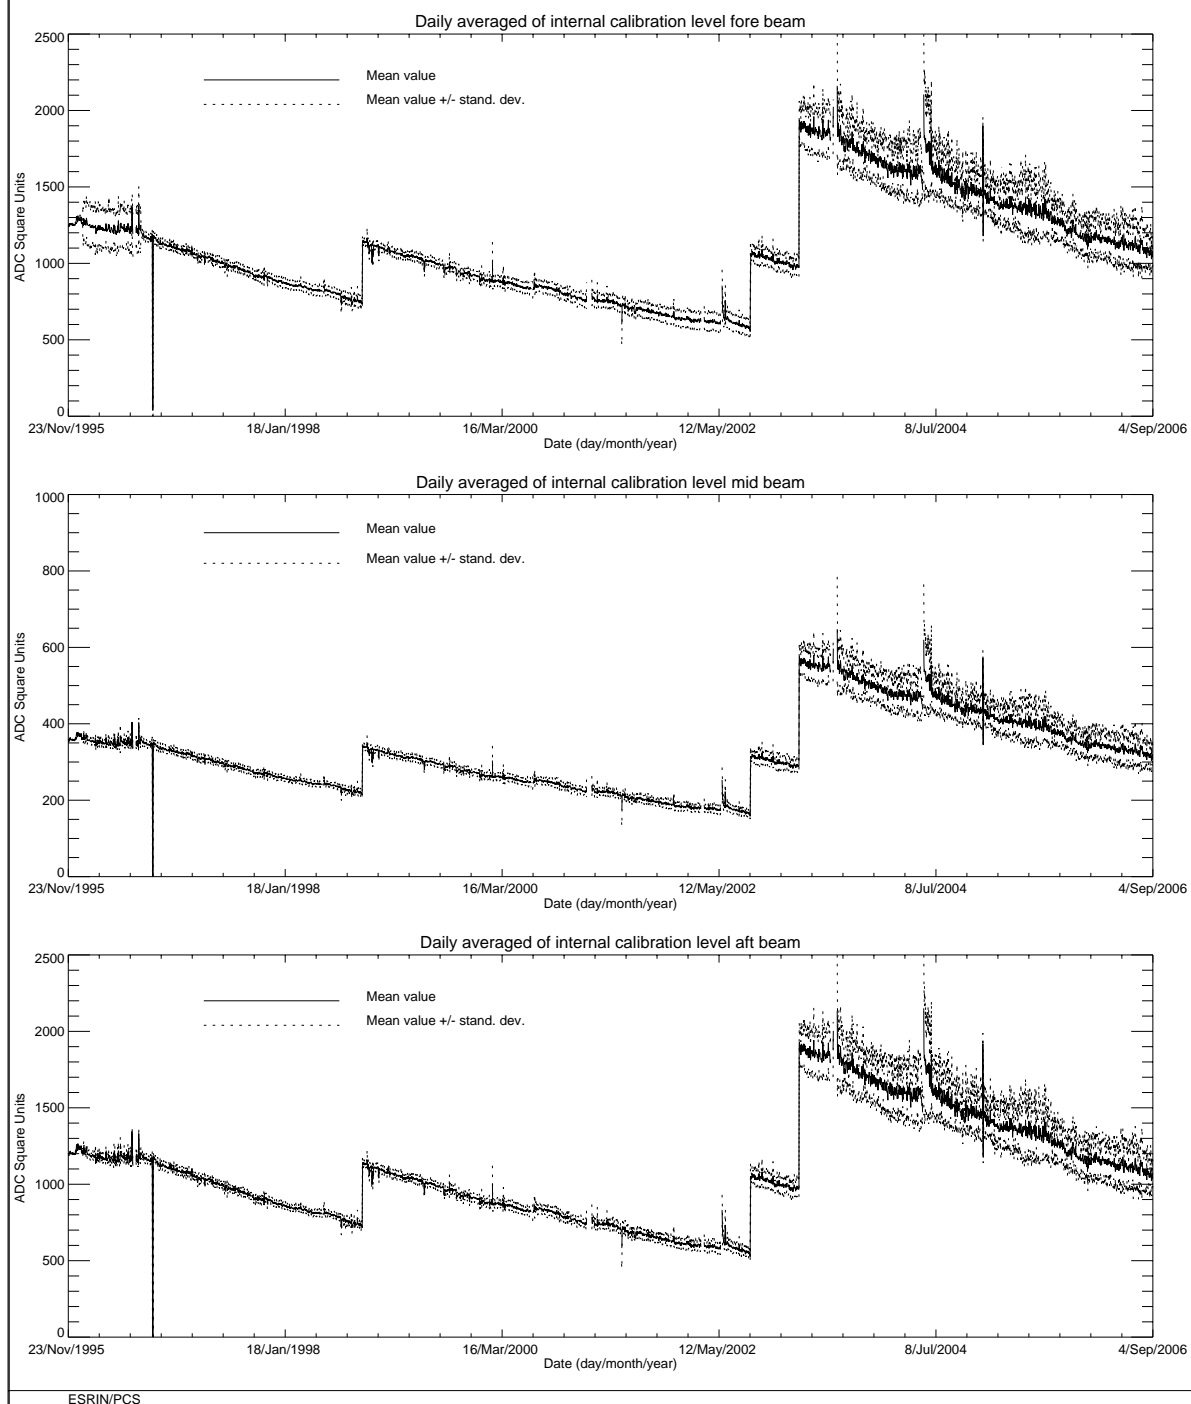 Daily averaged of internal calibration level fore beam
Mean value
Mean value +/- stand. dev.
ADC Square Units
2500
2000
1500
1000
500
0
23/Nov/1995 18/Jan/1998 16/Mar/2000 12/May/2002 8/Jul/2004 4/Sep/2006
Date (day/month/year)
Daily averaged of internal calibration level mid beam
Mean value
Mean value +/- stand. dev.
ADC Square Units
1000
800
600
400
200
0
23/Nov/1995 18/Jan/1998 16/Mar/2000 12/May/2002 8/Jul/2004 4/Sep/2006
Date (day/month/year)
Daily averaged of internal calibration level aft beam
Mean value
Mean value +/- stand. dev.
ADC Square Units
2500
2000
1500
1000
500
0
23/Nov/1995 18/Jan/1998 16/Mar/2000 12/May/2002 8/Jul/2004 4/Sep/2006
Date (day/month/year)
ESRIN/PCS